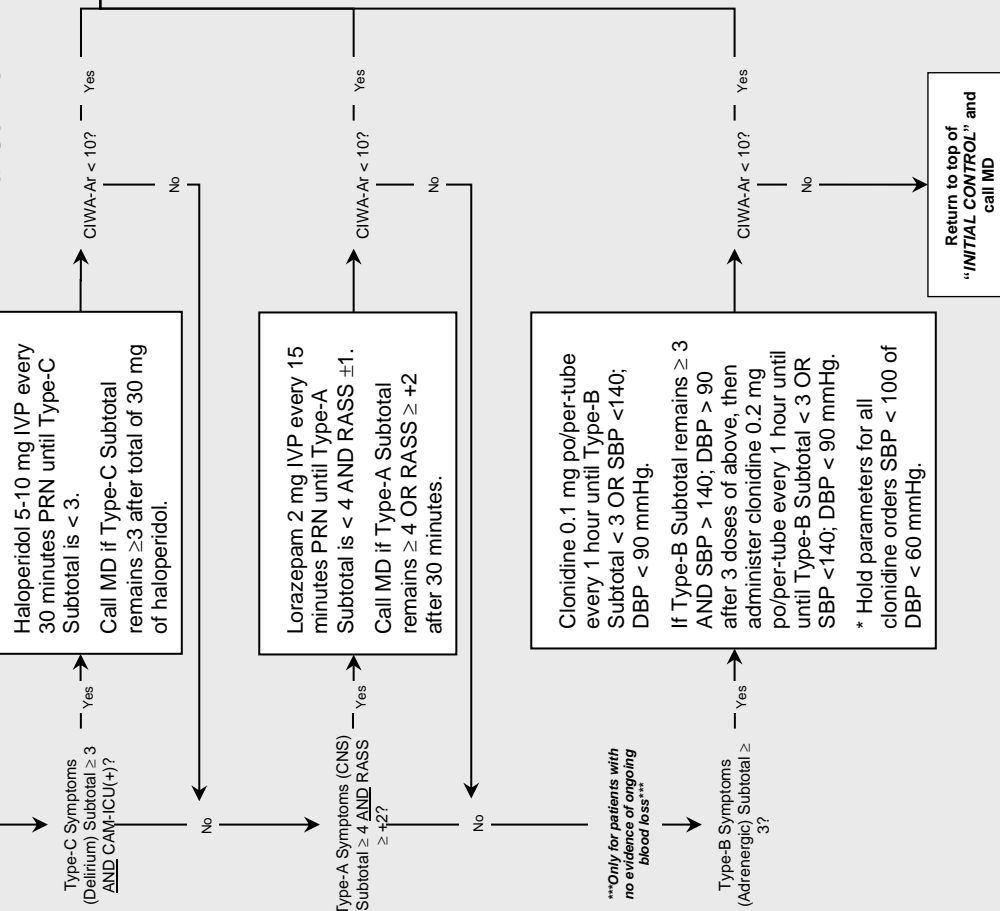 Type-C Symptoms
(Delirium) Subtotal ≥ 3
AND CAM-ICU(+)?
Yes
Haloperidol 5-10 mg IVP every
30 minutes PRN until Type-C
Subtotal is < 3.
Call MD if Type-C Subtotal
remains ≥3 after total of 30 mg
of haloperidol.
CIWA-Ar < 10?
Yes
No
No
Type-A Symptoms (CNS)
Subtotal ≥ 4 AND RASS
≥ +2?
Yes
Lorazepam 2 mg IVP every 15
minutes PRN until Type-A
Subtotal is < 4 AND RASS ±1.
Call MD if Type-A Subtotal
remains ≥ 4 OR RASS ≥ +2
after 30 minutes.
CIWA-Ar < 10?
Yes
No
No
***Only for patients with
no evidence of ongoing
blood loss***
Type-B Symptoms
(Adrenergic) Subtotal ≥
3?
Yes
Clonidine 0.1 mg po/per-tube
every 1 hour until Type-B
Subtotal < 3 OR SBP <140;
DBP < 90 mmHg.
If Type-B Subtotal remains ≥ 3
AND SBP > 140; DBP > 90
after 3 doses of above, then
administer clonidine 0.2 mg
po/per-tube every 1 hour until
until Type-B Subtotal < 3 OR
SBP <140; DBP < 90 mmHg.
* Hold parameters for all
clonidine orders SBP < 100 of
DBP < 60 mmHg.
CIWA-Ar < 10?
Yes
No
Return to top of
“INITIAL CONTROL” and
call MD